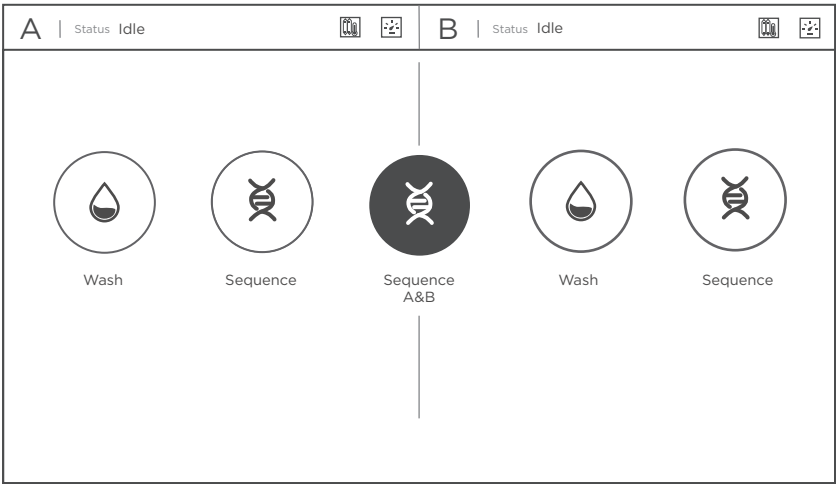 A | Status Idle
B | Status Idle
Wash
Sequence
Sequence
A&B
Wash
Sequence